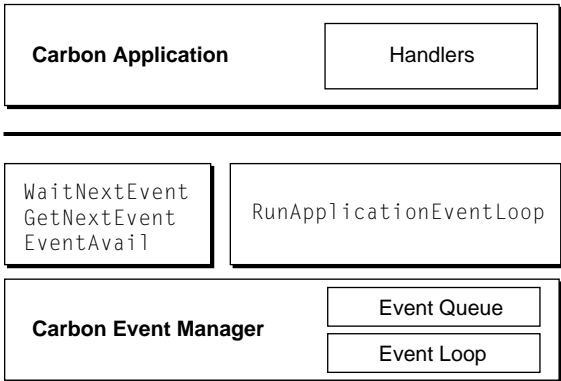 Carbon Application
Handlers
WaitNextEvent
GetNextEvent
EventAvail
RunApplicationEventLoop
Carbon Event Manager
Event Queue
Event Loop